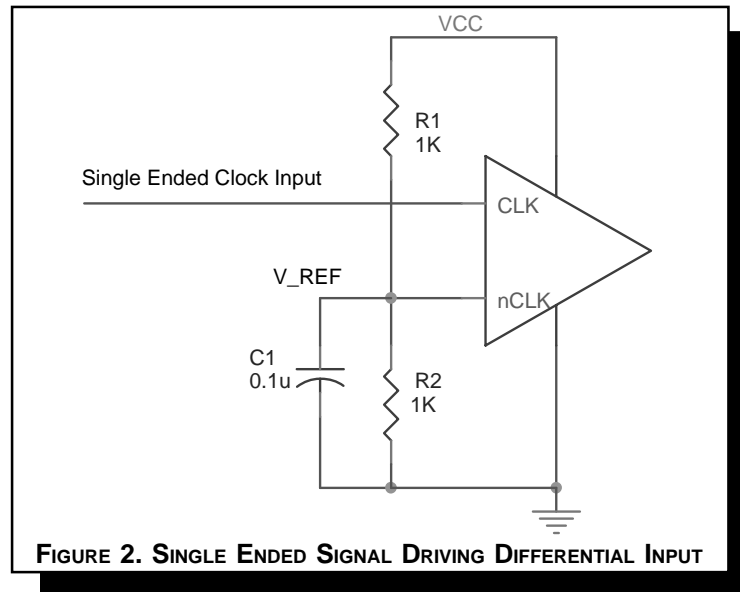 VCC
R1
1K
Single Ended Clock Input
CLK
V_REF
nCLK
C1
0.1u
R2
1K
FIGURE 2. SINGLE ENDED SIGNAL DRIVING DIFFERENTIAL INPUT